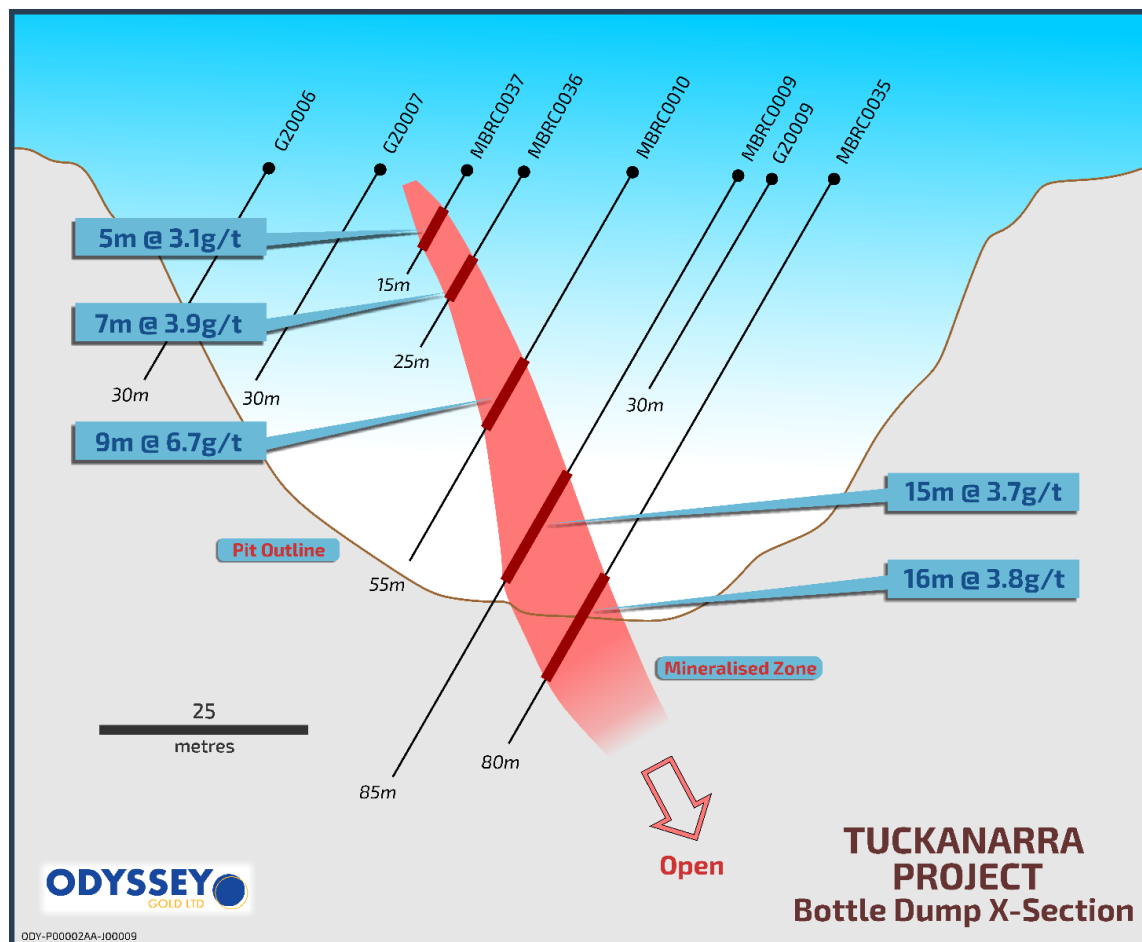 G20006
G20007
MBRC0037
MBRC0036
MBRC0010
MBRC0009
G20009
MBRC0035
5m @ 3.1g/t
15m
7m @ 3.9g/t
25m
30m
30m
30m
9m @ 6.7g/t
15m @ 3.7g/t
Pit Outline
55m
16m @ 3.8g/t
Mineralised Zone
25
metres
80m
85m
Open
TUCKANARRA
PROJECT
Bottle Dump X-Section
ODYSSEY
GOLD LTD
ODY-P00002AA-J00009